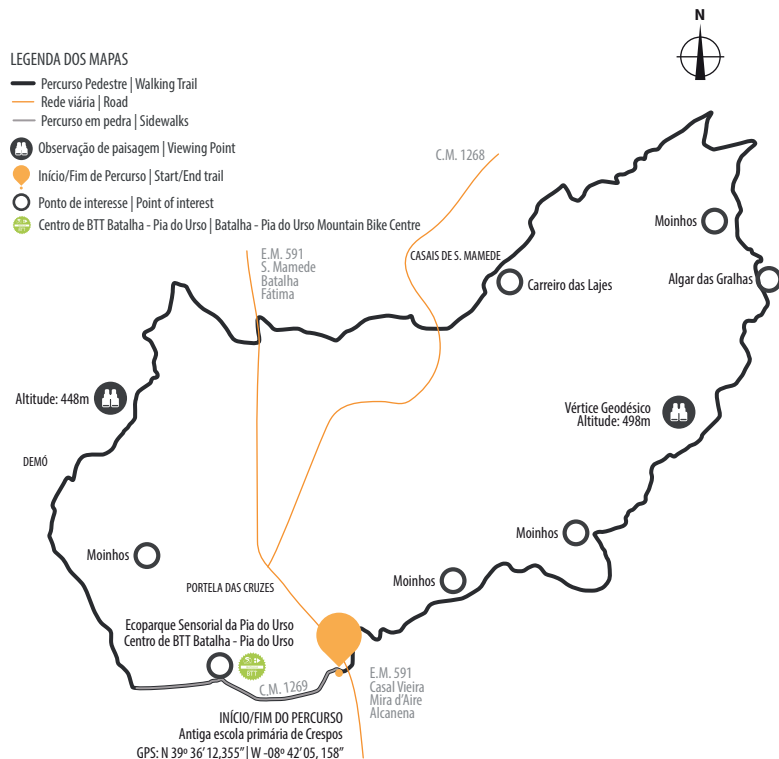 N
LEGENDA DOS MAPAS
Percurso Pedestre | Walking Trail
Rede viária | Road
Percurso em pedra | Sidewalks
Observação de paisagem | Viewing Point
Início/Fim de Percurso | Start/End trail
Ponto de interesse | Point of interest
Centro de BTT Batalha - Pia do Urso | Batalha - Pia do Urso Mountain Bike Centre
C.M. 1268
E.M. 591
S. Mamede
Batalha
Fátima
CASAIS DE S. MAMEDE
Carreiro das Lajes
Moinhos
Algar das Gralhas
Altitude: 448m
Vértice Geodésico
Altitude: 498m
DEMÓ
Moinhos
Moinhos
Moinhos
PORTELA DAS CRUZES
Ecoparque Sensorial da Pia do Urso
Centro de BTT Batalha - Pia do Urso
BTT
C.M. 1269
E.M. 591
Casal Vieira
Mira d'Aire
Alcanena
INÍCIO/FIM DO PERCURSO
Antiga escola primária de Crespos
GPS: N 39º 36' 12,355” | W -08º 42' 05, 158”